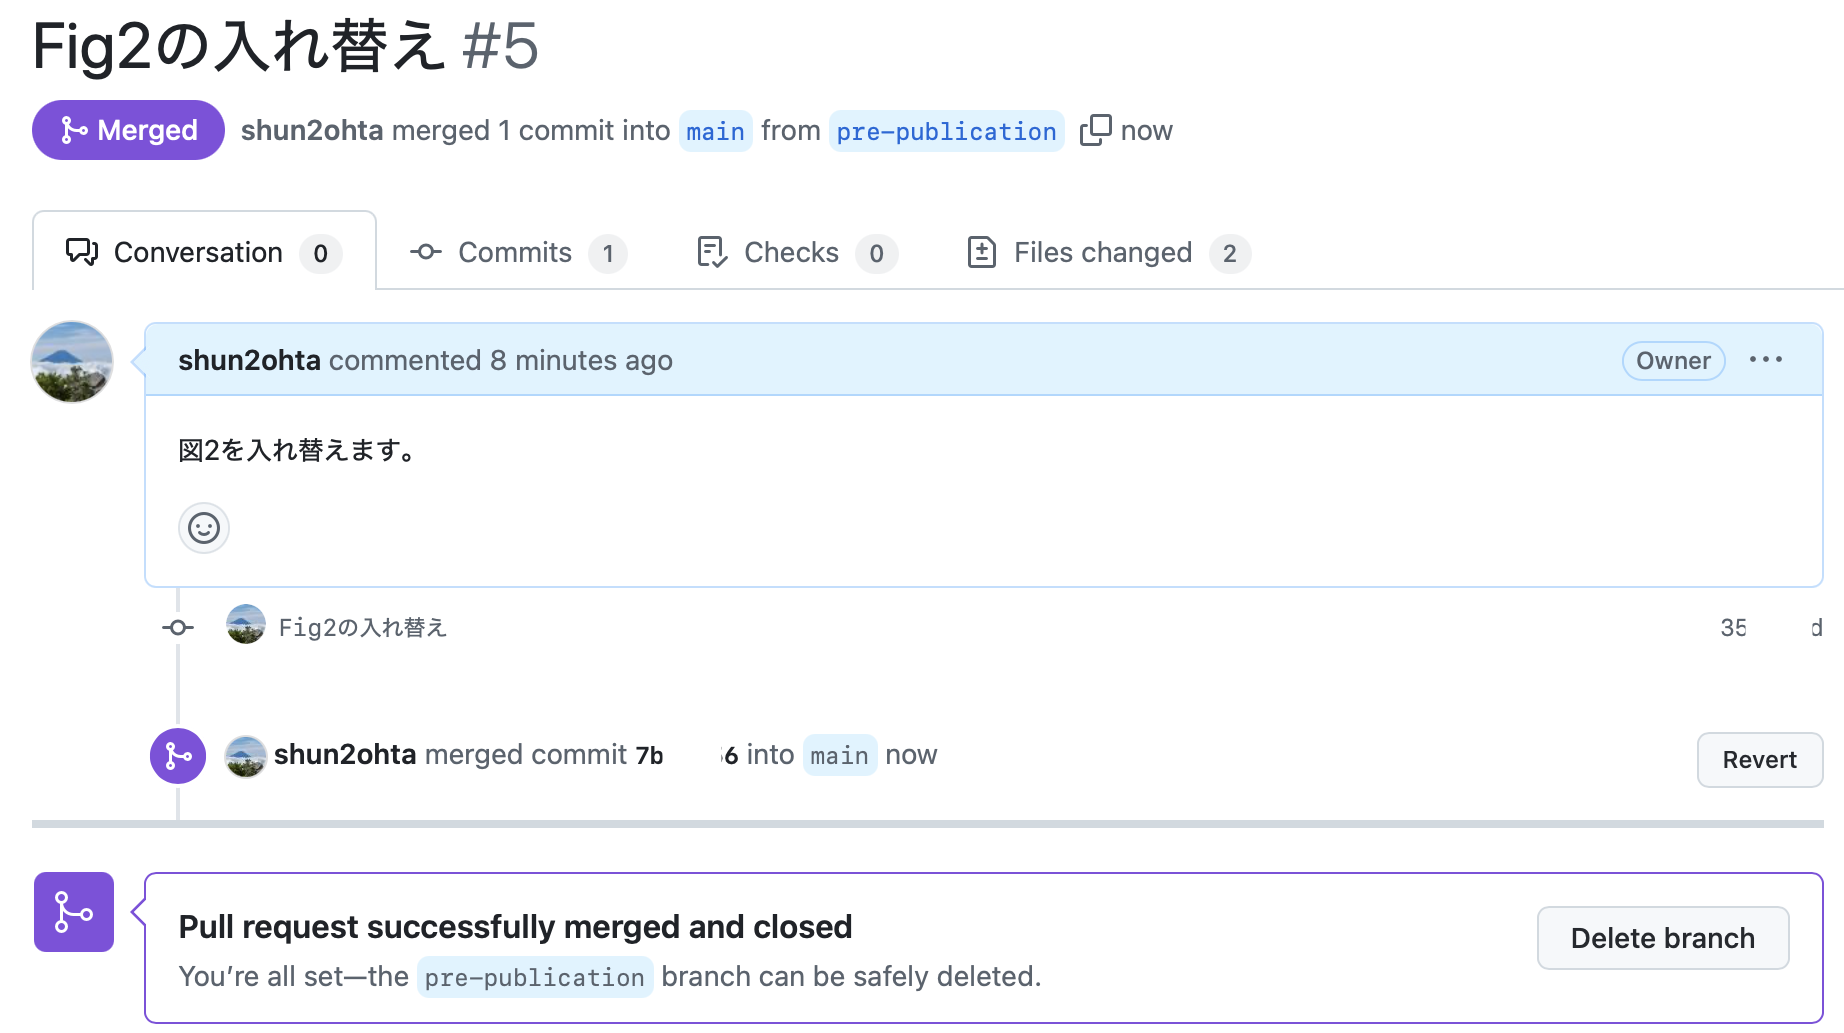 Fig2の入れ替え #5
Merged shun2ohta merged 1 commit into main from pre-publication now
Conversation 0 Commits 1 Checks 0 Files changed 2
shun2ohta commented 8 minutes ago Owner
図2を入れ替えます。
Fig2の入れ替え 35 d
shun2ohta merged commit 7b 6 into main now Revert
Pull request successfully merged and closed
You’re all set—the pre-publication branch can be safely deleted.
Delete branch